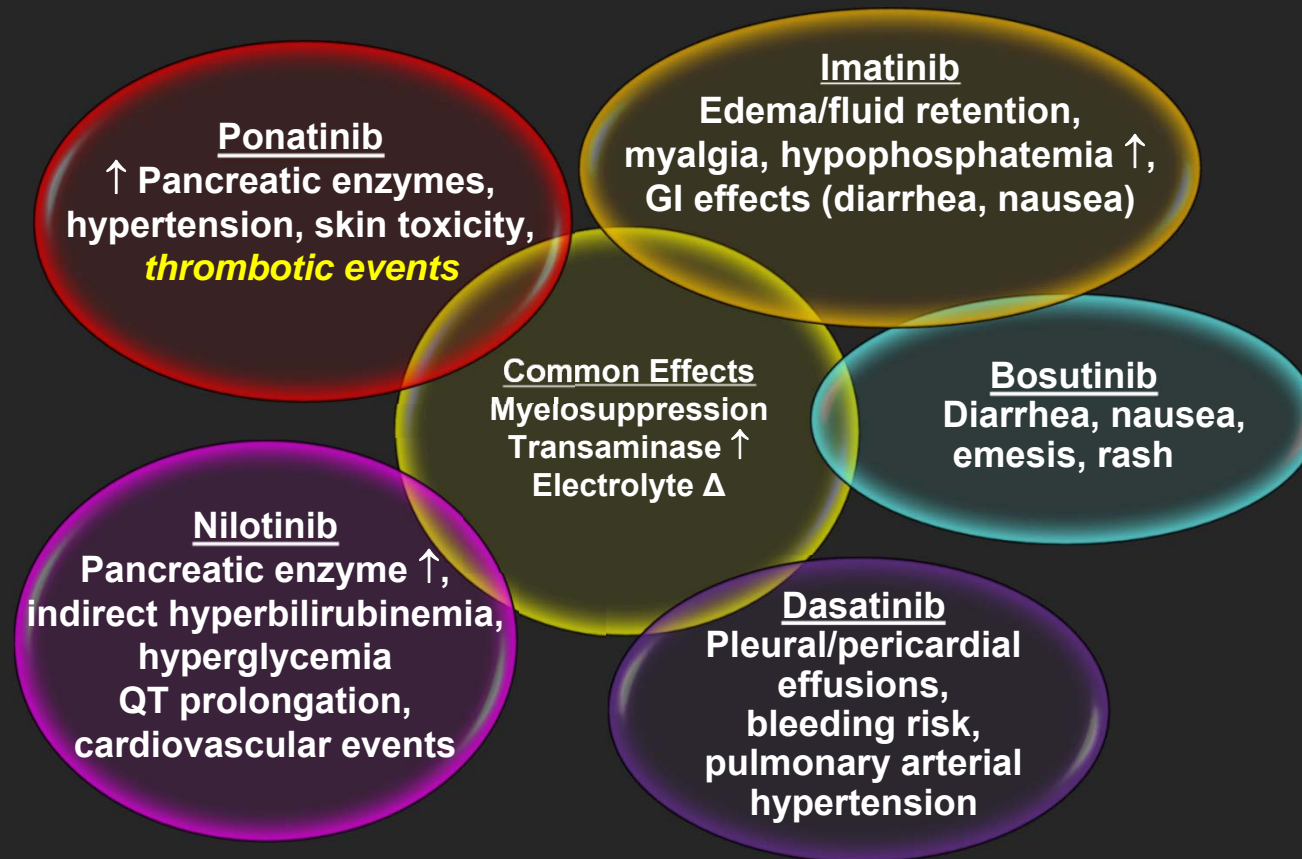 Ponatinib
↑ Pancreatic enzymes,
hypertension, skin toxicity,
thrombotic events
Imatinib
Edema/fluid retention,
myalgia, hypophosphatemia ↑,
GI effects (diarrhea, nausea)
Common Effects
Myelosuppression
Transaminase ↑
Electrolyte Δ
Bosutinib
Diarrhea, nausea,
emesis, rash
Nilotinib
Pancreatic enzyme ↑,
indirect hyperbilirubinemia,
hyperglycemia
QT prolongation,
cardiovascular events
Dasatinib
Pleural/pericardial
effusions,
bleeding risk,
pulmonary arterial
hypertension